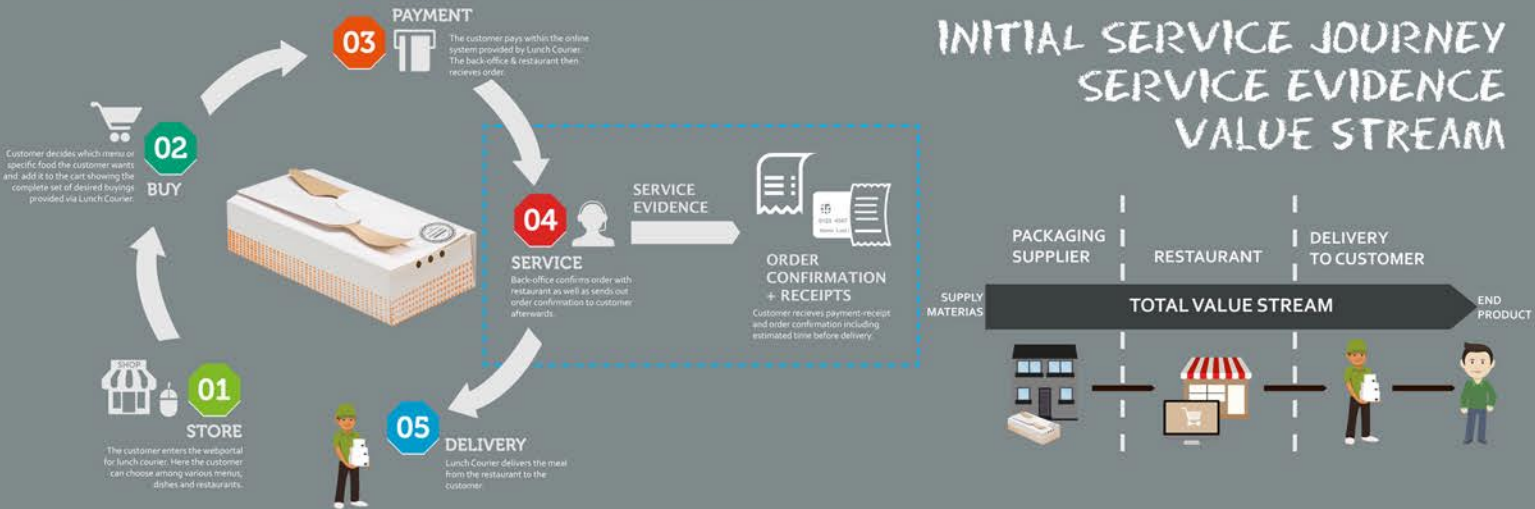 INITIAL SERVICE JOURNEY
SERVICE EVIDENCE
VALUE STREAM
01
STORE
The customer enters the webportal
for lunch courier. Here the customer
can choose among various menus,
dishes and restaurants.
SHOP
02
BUY
Customer decides which menu or
specific food the customer wants
and add it to the cart showing the
complete set of desired buyings
provided via Lunch Courier.
03
PAYMENT
The customer pays within the online
system provided by Lunch Courier.
The back-office & restaurant then
recieves order.
04
SERVICE
Back-office confirms order with
restaurant as well as sends out
order confirmation to customer
afterwards.
SERVICE
EVIDENCE
ORDER
CONFIRMATION
+ RECEIPTS
Customer recieves payment-receipt
and order confirmation including
estimated time before delivery.
05
DELIVERY
Lunch Courier delivers the meal
from the restaurant to the
customer.
PACKAGING
SUPPLIER
RESTAURANT
DELIVERY
TO CUSTOMER
SUPPLY
MATERIAS
TOTAL VALUE STREAM
END
PRODUCT